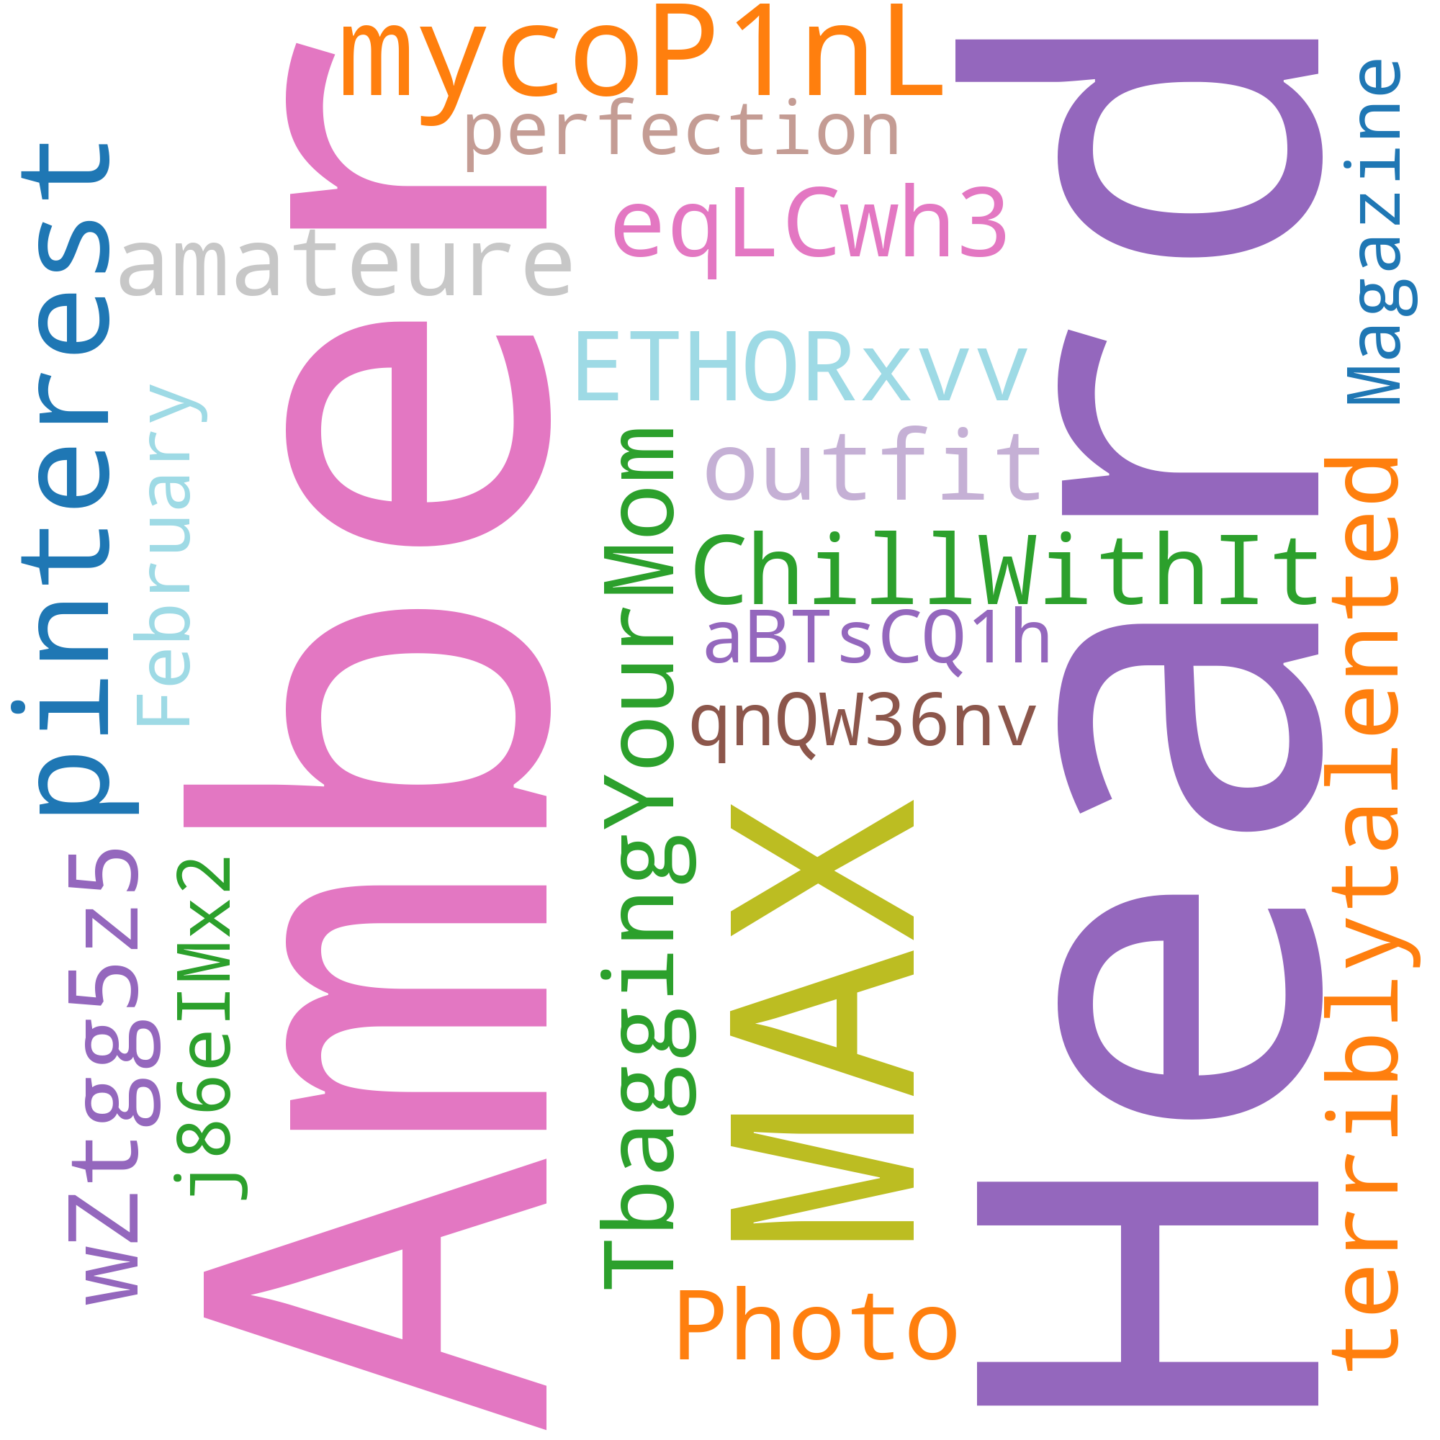 mycoP1nL
perfection
eqLCwh3
amateure
ETHORxvv
outfit
ChillWithIt
aBTsCQ1h
qnQW36nv
Photo
pinterest
February
wZtgg5z5
j86eIMx2
Amber
TbaggingYourMom
MAX
Heard
Magazine
terriblytalented